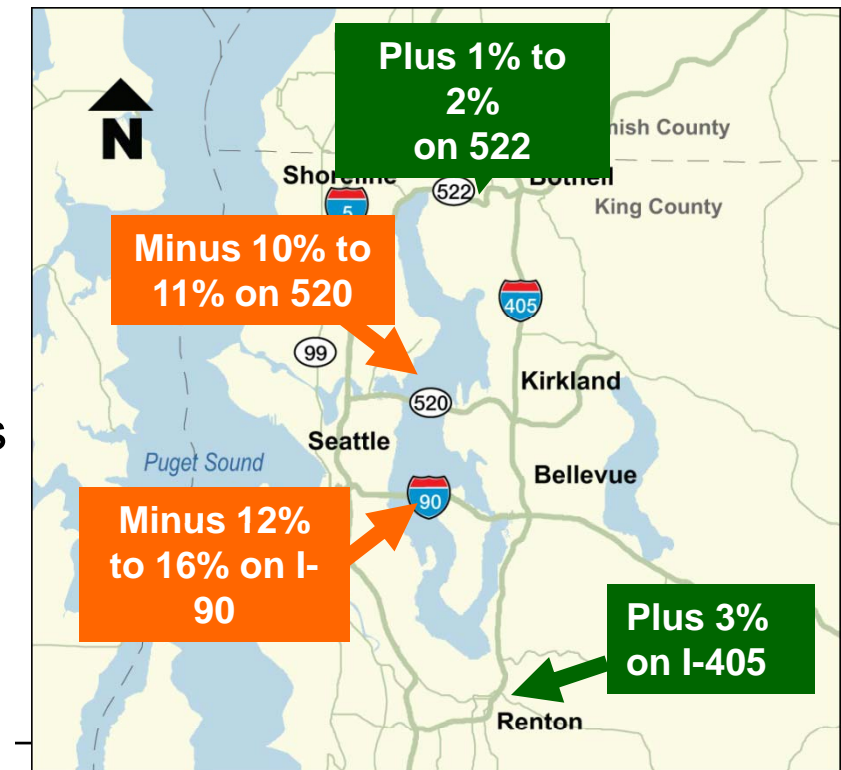 Plus 1% to
2%
on 522
N
nish County
Shoreline
522
Bothell
5
King County
Minus 10% to
11% on 520
405
99
Kirkland
520
s
Seattle
Puget Sound
Bellevue
90
Minus 12%
to 16% on I-
90
Plus 3%
on I-405
Renton